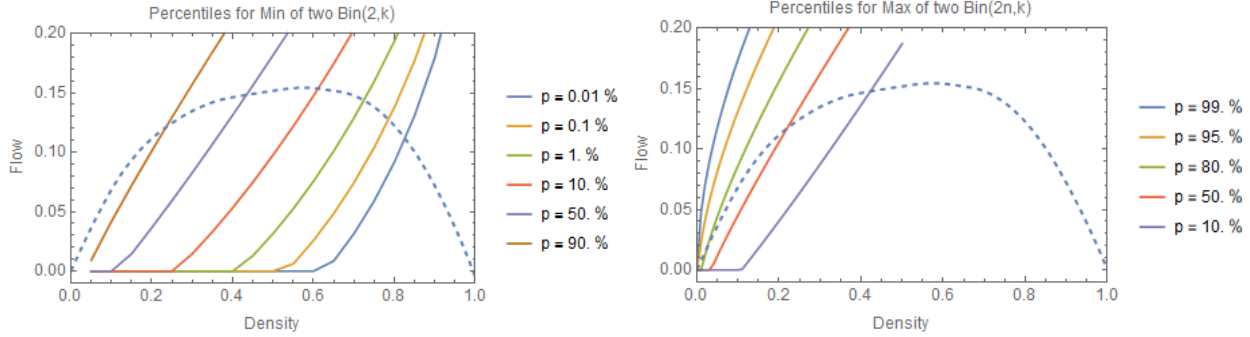 Percentiles for Min of two Bin(2,k)
0.20
0.15
0.10
0.05
0.00
Flow
0.0 0.2 0.4 0.6 0.8 1.0
Density
p = 0.01 %
p = 0.1 %
p = 1. %
p = 10. %
p = 50. %
p = 90. %
Percentiles for Max of two Bin(2n,k)
0.20
0.15
0.10
0.05
0.00
Flow
0.0 0.2 0.4 0.6 0.8 1.0
Density
p = 99. %
p = 95. %
p = 80. %
p = 50. %
p = 10. %